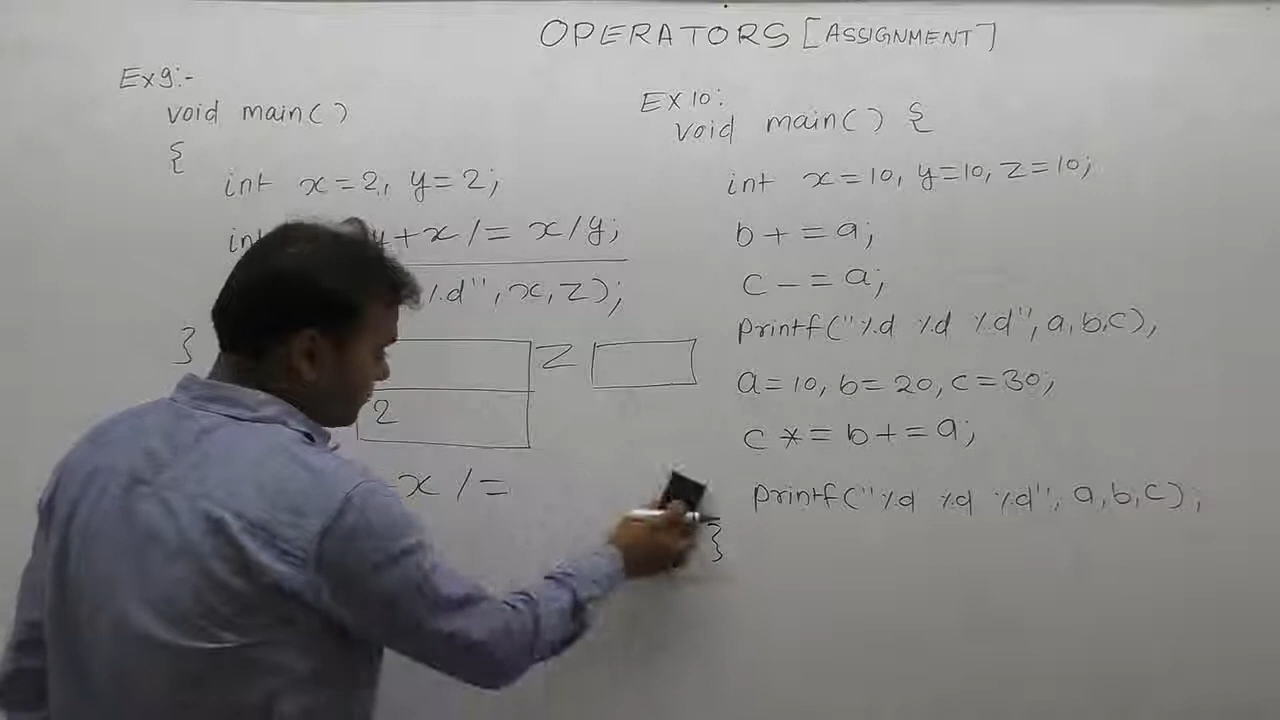 OPERATORS [ASSIGNMENT]
Ex9:-
void main()
{
int x=2, y=2;
int +x /= x/y;
%d", x, z);
}
z
2
x /=
EX10:
void main() {
int x=10, y=10, z=10;
b += a;
c -= a;
printf("%d %d %d", a, b, c);
a=10, b=20, c=30;
c *= b += a;
printf("%d %d %d", a, b, c);
}